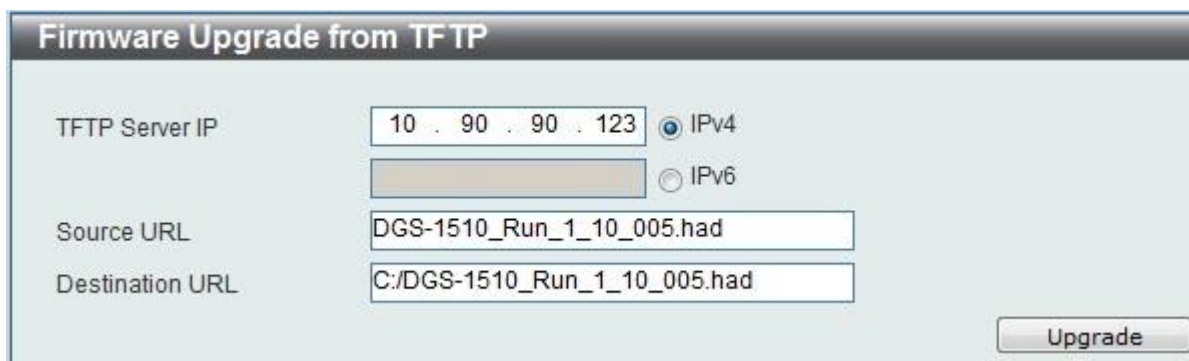 Firmware Upgrade from TFTP
TFTP Server IP 10 . 90 . 90 . 123 IPv4
IPv6
Source URL DGS-1510_Run_1_10_005.had
Destination URL C:/DGS-1510_Run_1_10_005.had
Upgrade